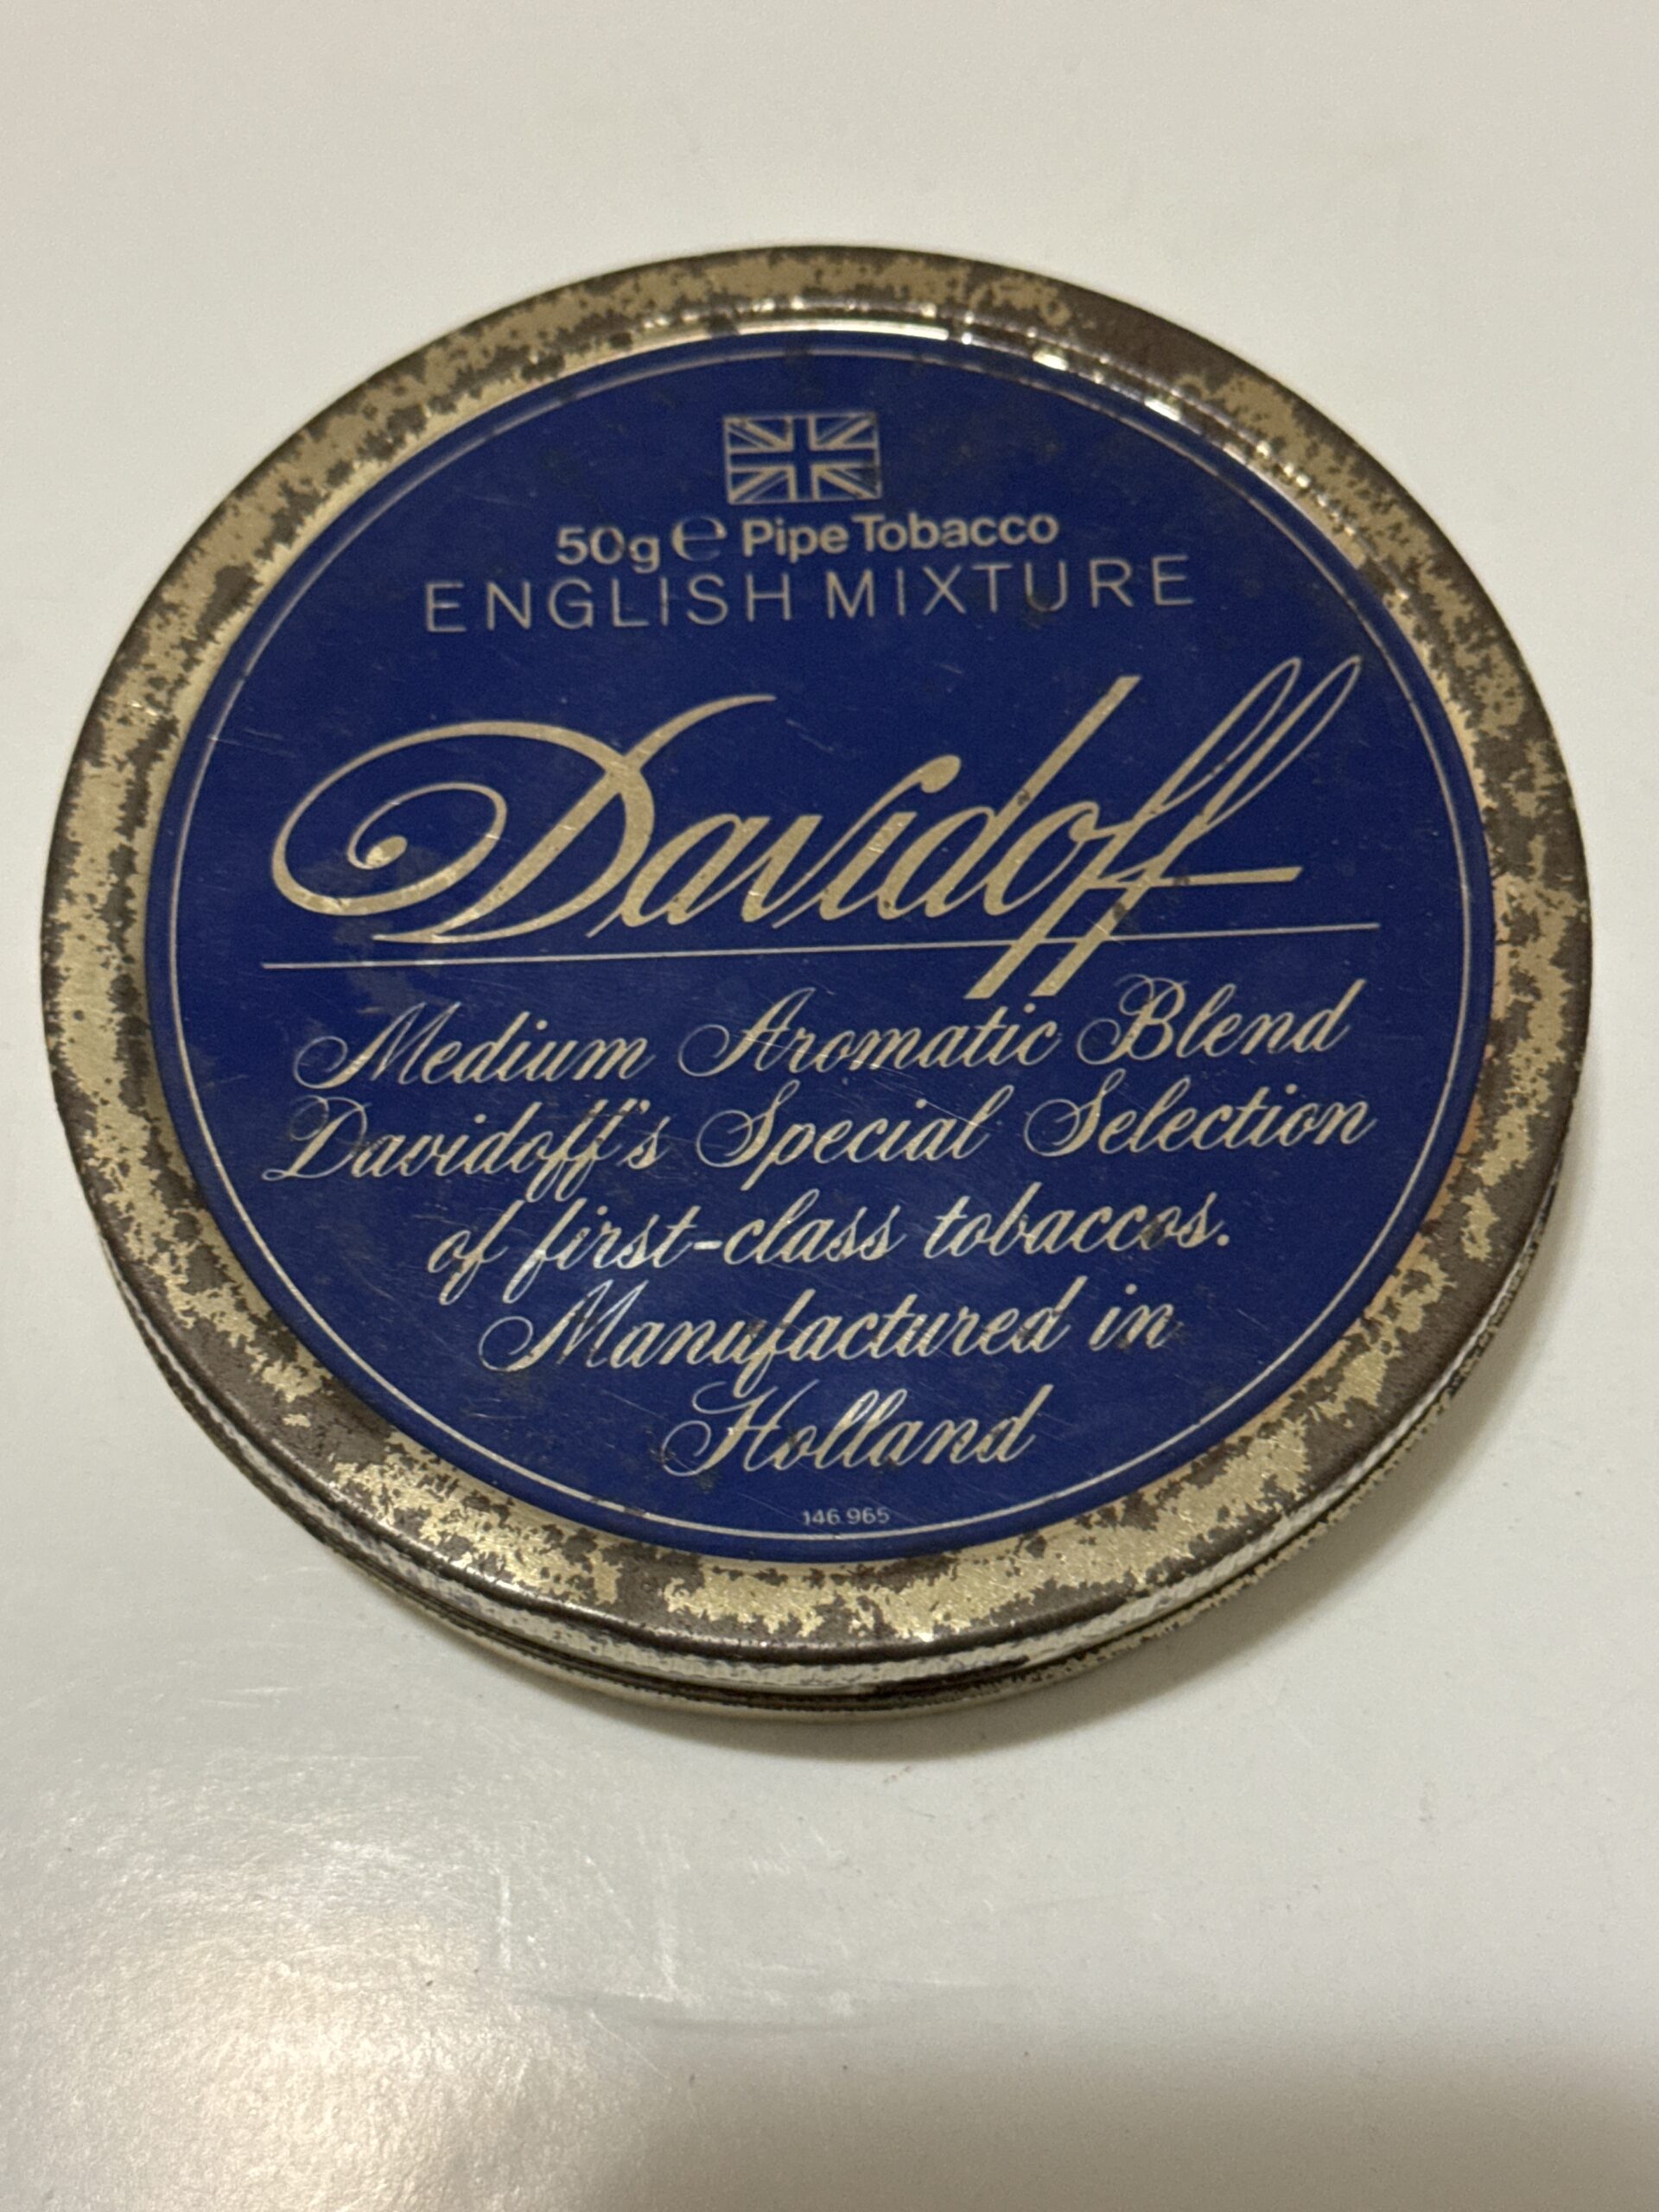 50g ℮ Pipe Tobacco
ENGLISH MIXTURE
Davidoff
Medium Aromatic Blend
Davidoff's Special Selection
of first-class tobaccos.
Manufactured in
Holland
146 965